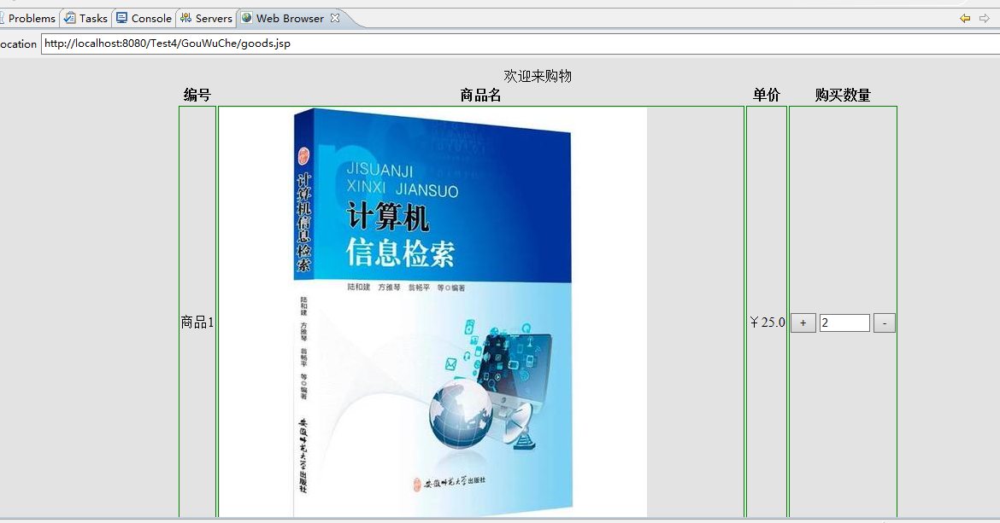 Problems Tasks Console Servers Web Browser
ocation http://localhost:8080/Test4/GouWuChe/goods.jsp
欢迎来购物
编号 商品名 单价 购买数量
JISUANJI
XINXI JIANSUO
计算机
信息检索
陆和建 方雅琴 翁畅平 等◎编著
计算机信息检索
陆和建 方雅琴 翁畅平 等◎编著
安徽师范大学出版社
安徽师范大学出版社
商品1 ￥25.0 + 2 -